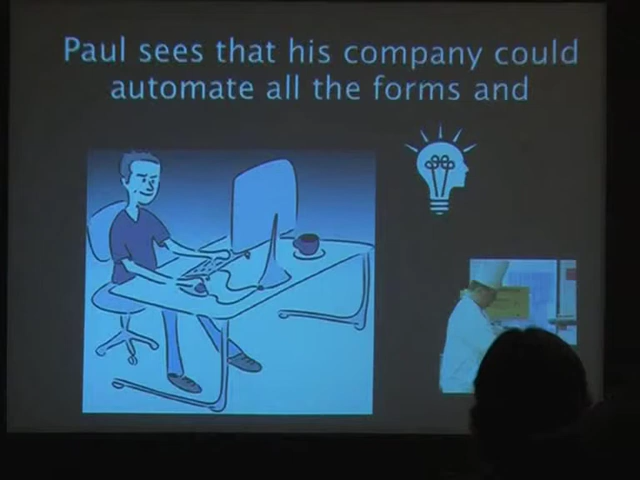 Paul sees that his company could
automate all the forms and